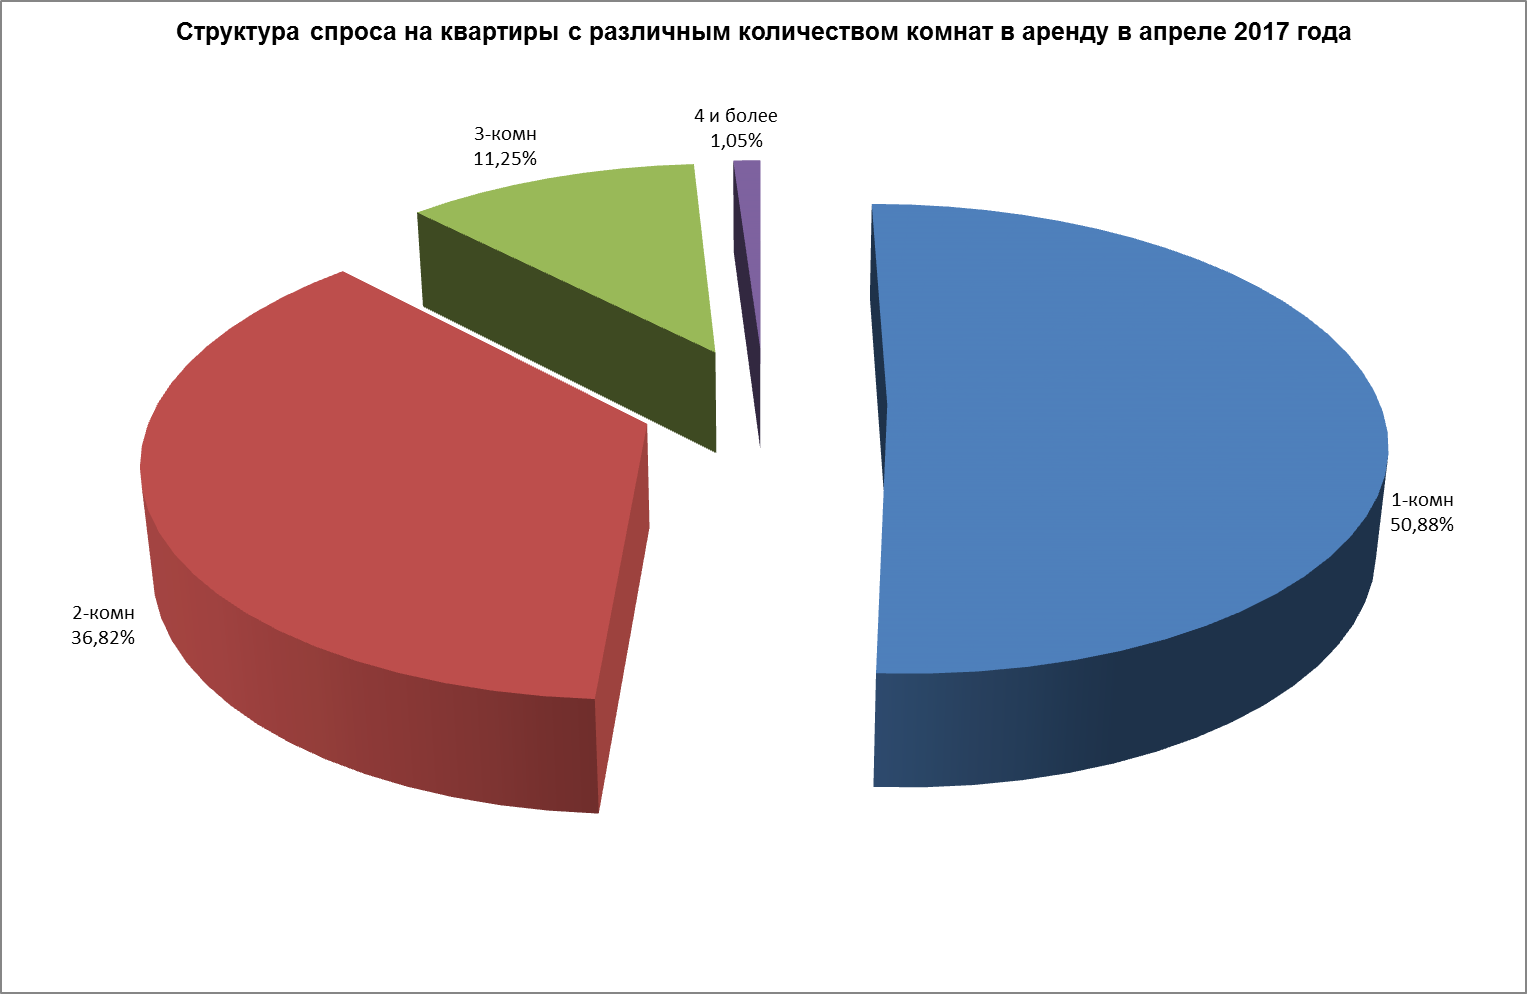 Структура спроса на квартиры с различным количеством комнат в аренду в апреле 2017 года
4 и более
1,05%
3-комн
11,25%
1-комн
50,88%
2-комн
36,82%